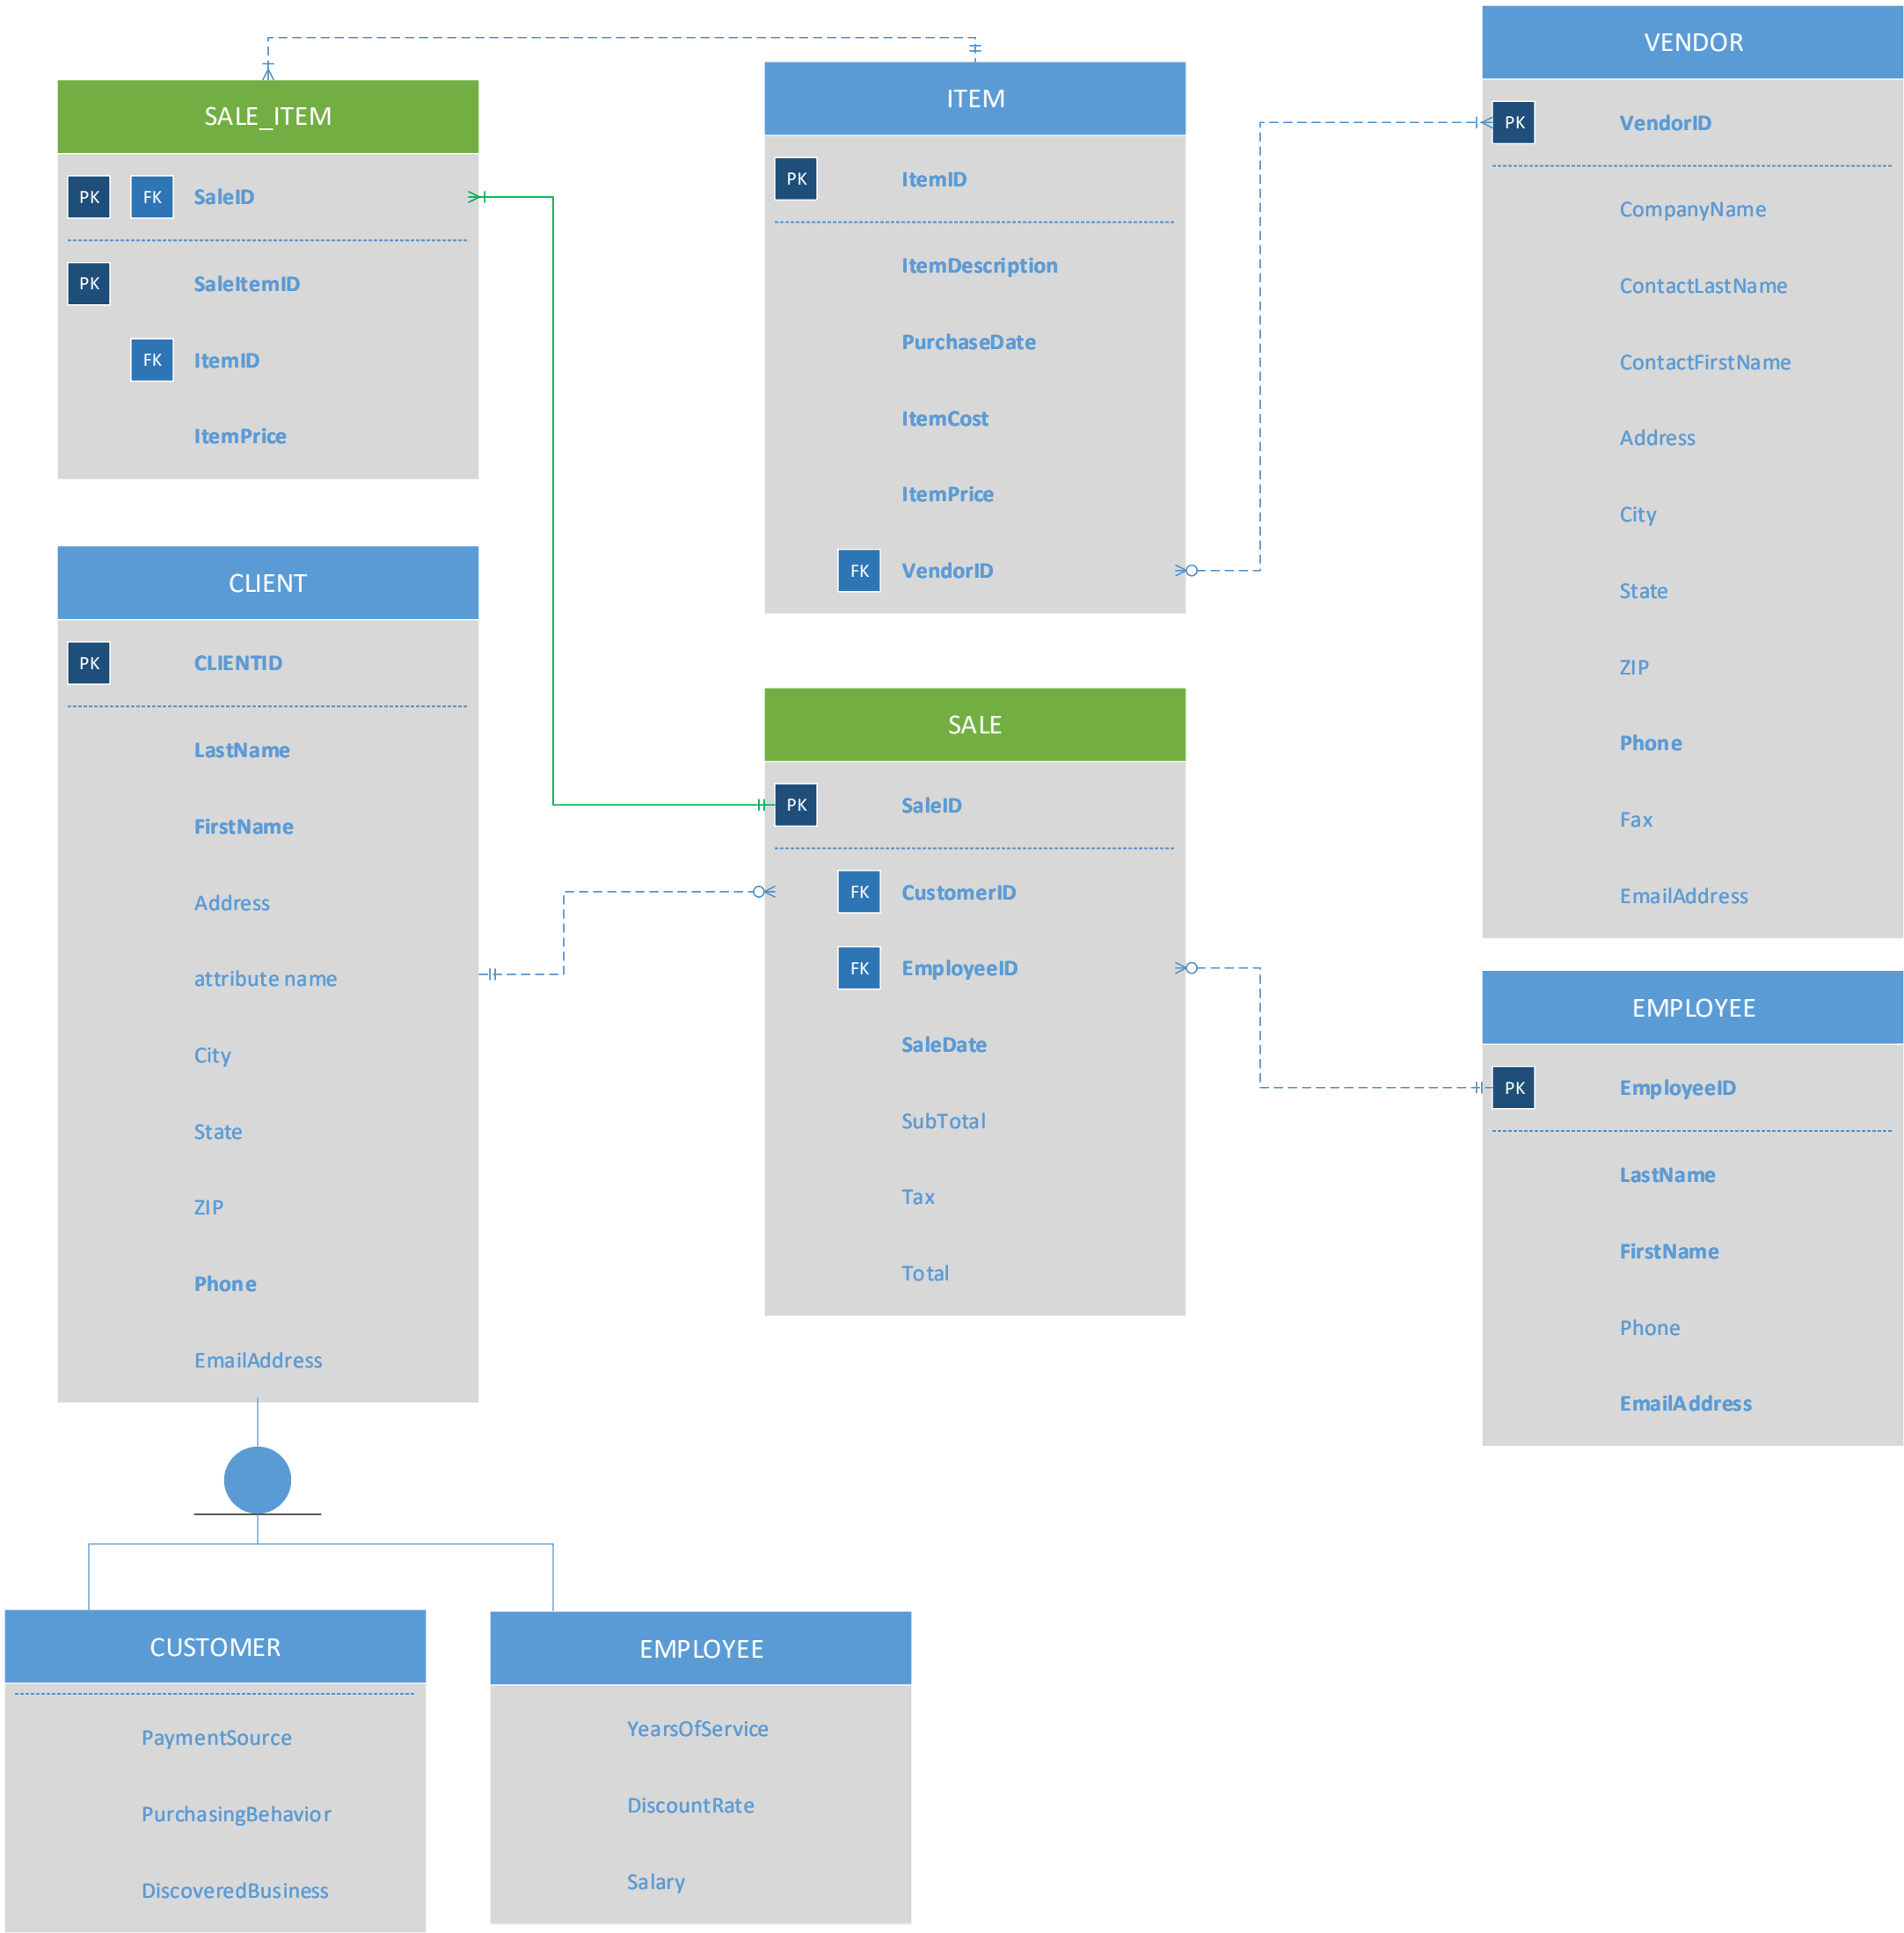 SALE_ITEM
PK FK SaleID
PK SaleItemID
FK ItemID
ItemPrice
ITEM
PK ItemID
ItemDescription
PurchaseDate
ItemCost
ItemPrice
FK VendorID
VENDOR
PK VendorID
CompanyName
ContactLastName
ContactFirstName
Address
City
State
ZIP
Phone
Fax
EmailAddress
CLIENT
PK CLIENTID
LastName
FirstName
Address
attribute name
City
State
ZIP
Phone
EmailAddress
SALE
PK SaleID
FK CustomerID
FK EmployeeID
SaleDate
SubTotal
Tax
Total
EMPLOYEE
PK EmployeeID
LastName
FirstName
Phone
EmailAddress
CUSTOMER
PaymentSource
PurchasingBehavior
DiscoveredBusiness
EMPLOYEE
YearsOfService
DiscountRate
Salary